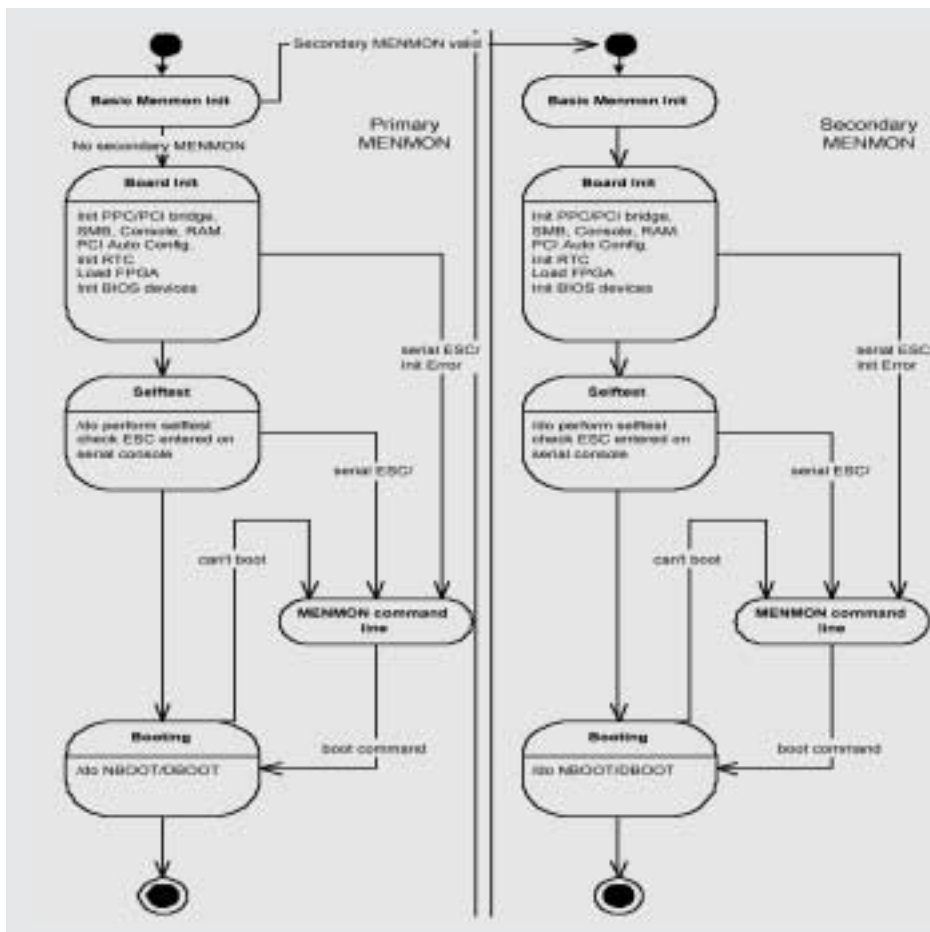 Secondary MENMON valid
Basic Menmon Init
Primary
MENMON
No secondary MENMON
Board Init
Init PPC/PCI bridge,
SMB, Console, RAM
PCI Auto Config,
Init RTC
Load FPGA
Init BIOS devices
serial ESC/
Init Error
Selftest
/do perform selftest
check ESC entered on
serial console
serial ESC/
can't boot
MENMON command
line
Booting
boot command
/do NBOOT/DBOOT
Basic Menmon Init
Secondary
MENMON
Board Init
Init PPC/PCI bridge,
SMB, Console, RAM
PCI Auto Config,
Init RTC
Load FPGA
Init BIOS devices
serial ESC
Init Error
Selftest
/do perform selftest
check ESC entered on
serial console
serial ESC/
can't boot
MENMON command
line
Booting
boot command
/do NBOOT/DBOOT